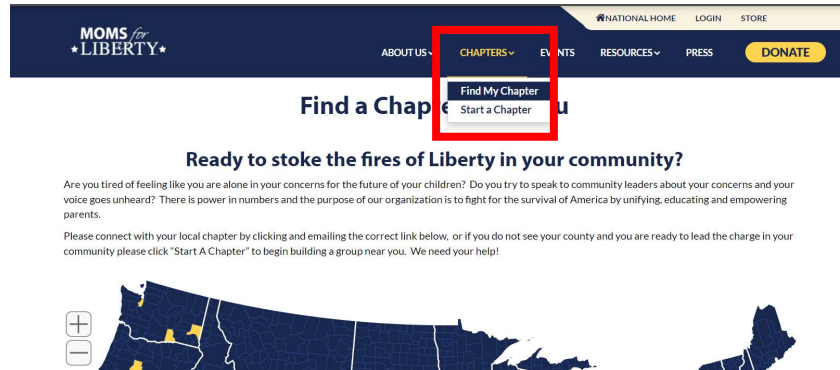 NATIONAL HOME LOGIN STORE
MOMS for
LIBERTY
ABOUT US CHAPTERS EVENTS RESOURCES PRESS DONATE
Find My Chapter
Start a Chapter
Find a Chap u
Ready to stoke the fires of Liberty in your community?
Are you tired of feeling like you are alone in your concerns for the future of your children? Do you try to speak to community leaders about your concerns and your
voice goes unheard? There is power in numbers and the purpose of our organization is to fight for the survival of America by unifying, educating and empowering
parents.
Please connect with your local chapter by clicking and emailing the correct link below, or if you do not see your county and you are ready to lead the charge in your
community please click "Start A Chapter" to begin building a group near you. We need your help!